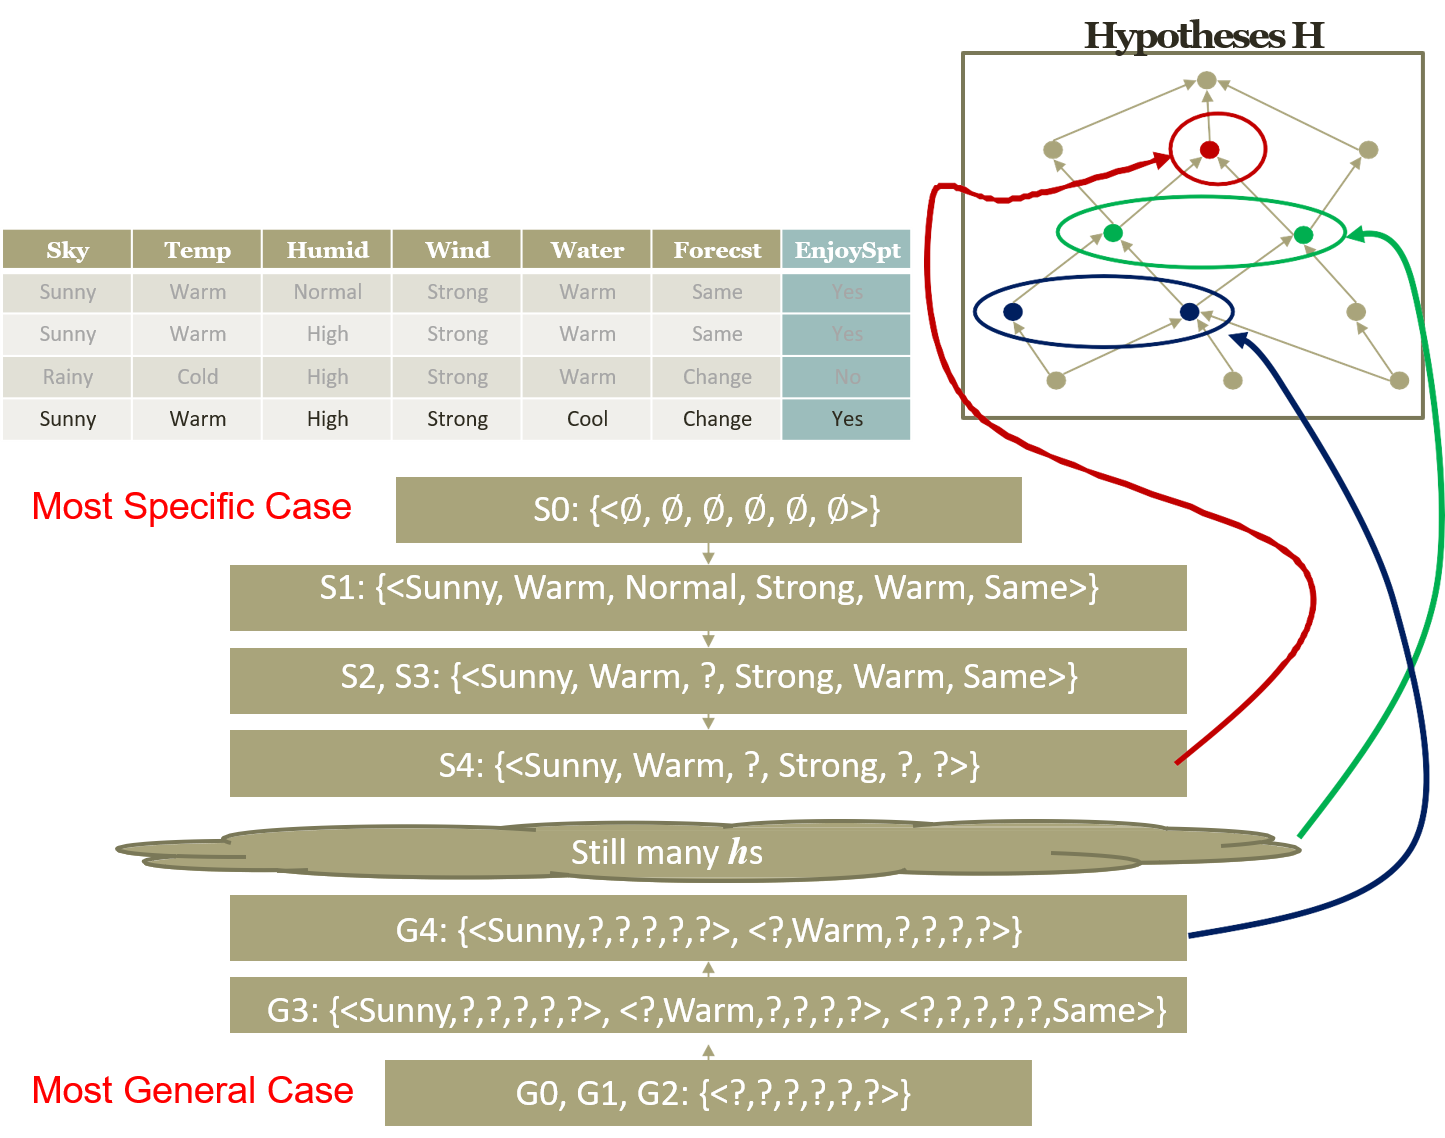 Hypotheses H
Sky Temp Humid Wind Water Forecst EnjoySpt
Sunny Warm Normal Strong Warm Same Yes
Sunny Warm High Strong Warm Same Yes
Rainy Cold High Strong Warm Change No
Sunny Warm High Strong Cool Change Yes
Most Specific Case
S0: {<∅, ∅, ∅, ∅, ∅, ∅>}
S1: {<Sunny, Warm, Normal, Strong, Warm, Same>}
S2, S3: {<Sunny, Warm, ?, Strong, Warm, Same>}
S4: {<Sunny, Warm, ?, Strong, ?, ?>}
Still many hs
G4: {<Sunny,?,?,?,?,?>, <?,Warm,?,?,?,?>}
G3: {<Sunny,?,?,?,?,?>, <?,Warm,?,?,?,?>, <?,?,?,?,?,Same>}
Most General Case
G0, G1, G2: {<?,?,?,?,?,?>}